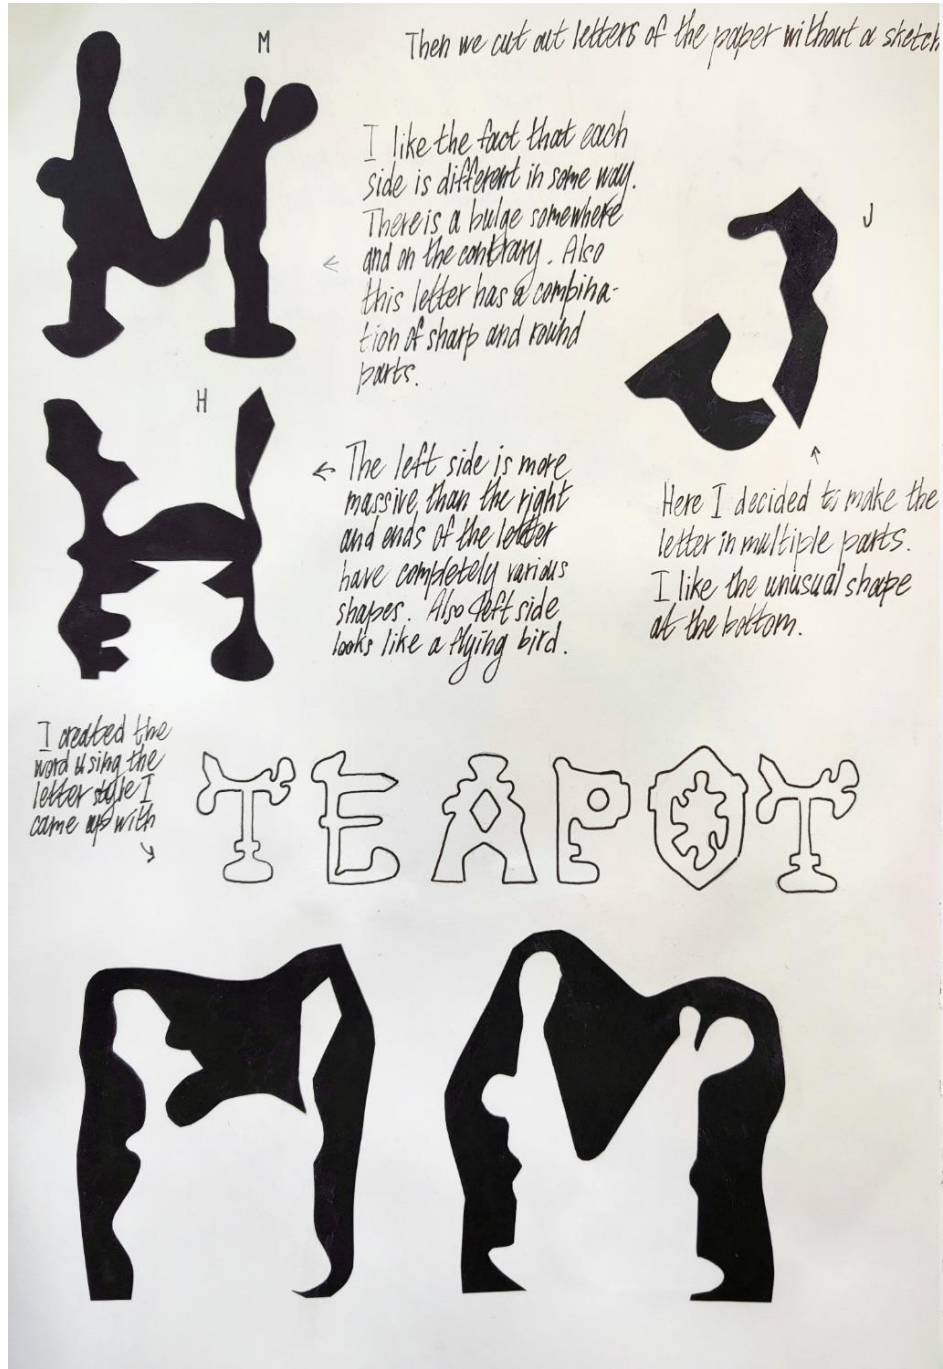 Then we cut out letters of the paper without a sketch
M
I like the fact that each
side is different in some way.
There is a bulge somewhere
and on the contrary. Also
this letter has a combina-
tion of sharp and round
parts.
J
H
The left side is more
massive, than the right
and ends of the letter
have completely various
shapes. Also left side
looks like a flying bird.
Here I decided to make the
letter in multiple parts.
I like the unusual shape
at the bottom.
I created the
word using the
letter style I
came up with
TEAPOT